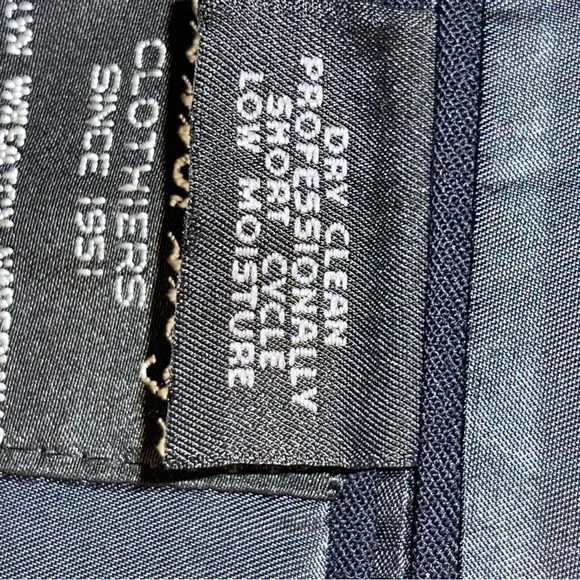 DRY CLEAN
PROFESSIONALLY
SHORT CYCLE
LOW MOISTURE
CLOTHIERS
SINCE 1951